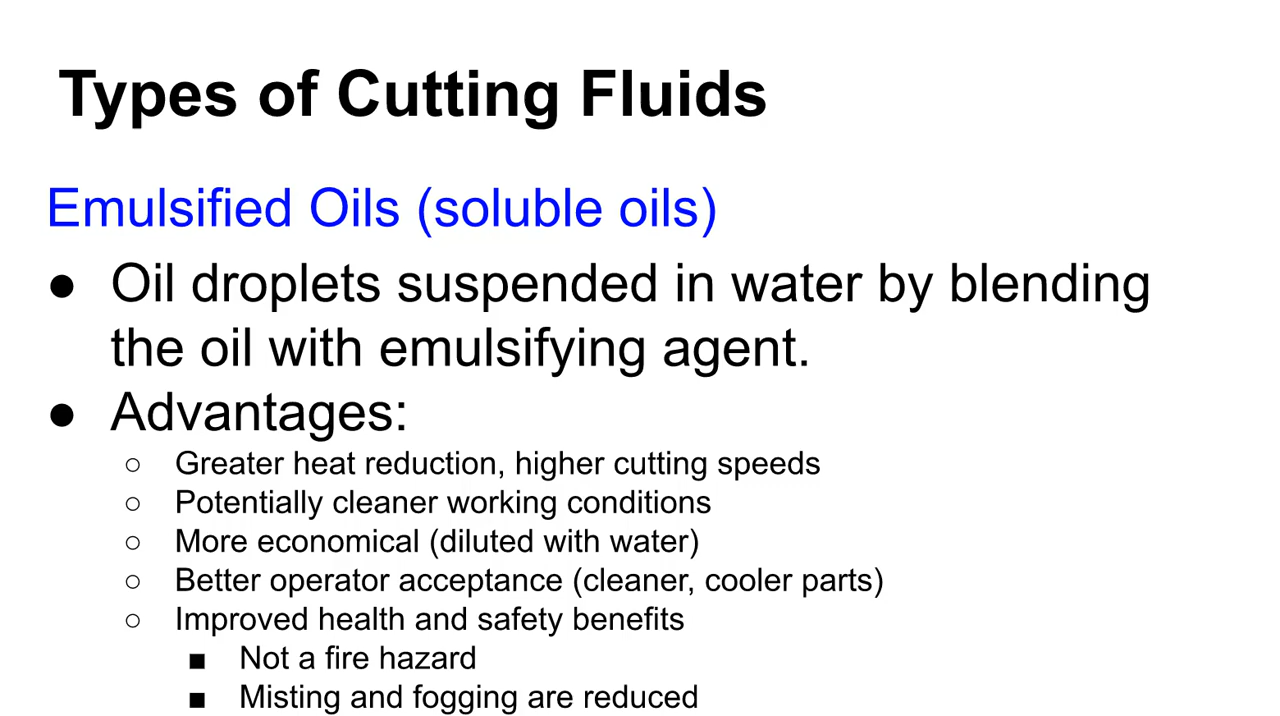 Types of Cutting Fluids
Emulsified Oils (soluble oils)
● Oil droplets suspended in water by blending
the oil with emulsifying agent.
● Advantages:
○ Greater heat reduction, higher cutting speeds
○ Potentially cleaner working conditions
○ More economical (diluted with water)
○ Better operator acceptance (cleaner, cooler parts)
○ Improved health and safety benefits
■ Not a fire hazard
■ Misting and fogging are reduced